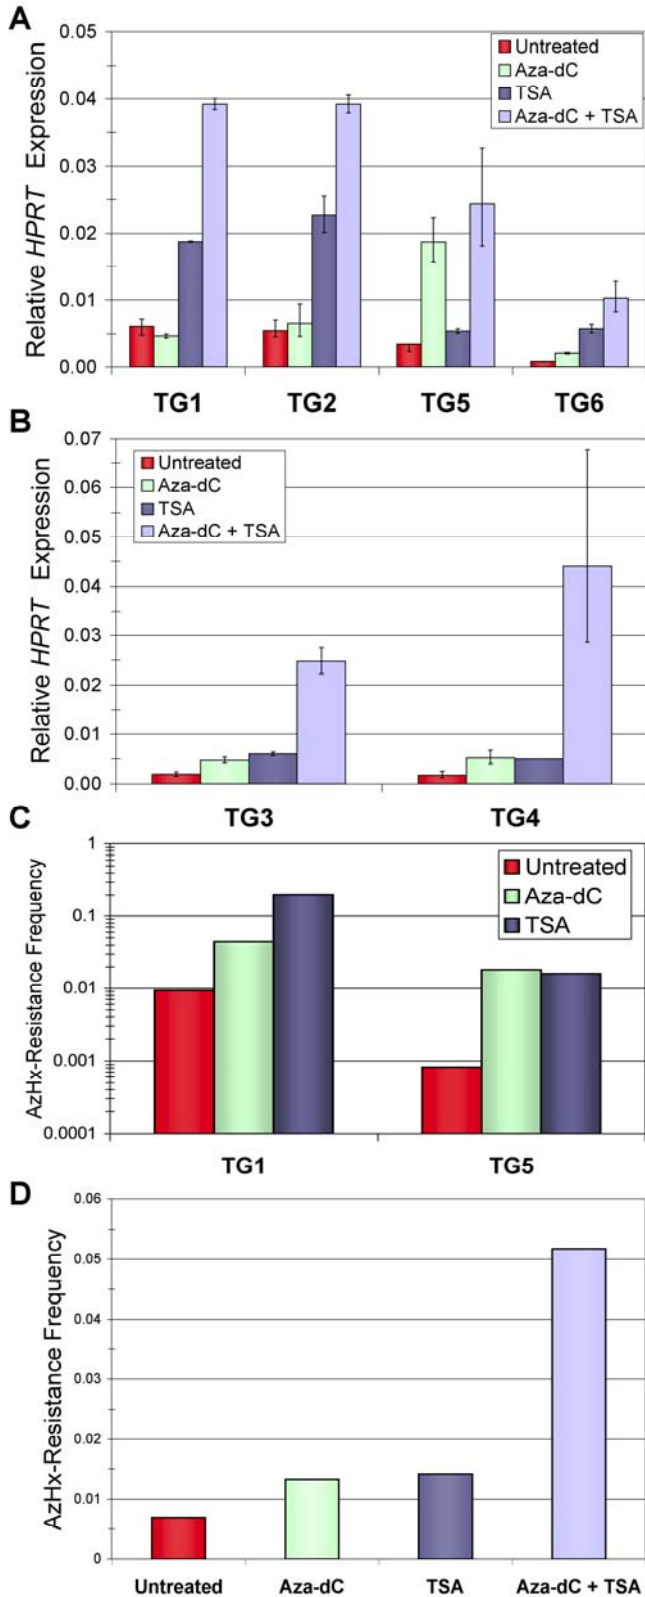 A
Relative HPRT Expression
0.05
0.04
0.03
0.02
0.01
0.00
Untreated
Aza-dC
TSA
Aza-dC + TSA
TG1
TG2
TG5
TG6
B
Relative HPRT Expression
0.07
0.06
0.05
0.04
0.03
0.02
0.01
0.00
Untreated
Aza-dC
TSA
Aza-dC + TSA
TG3
TG4
C
AzHx-Resistance Frequency
1
0.1
0.01
0.001
0.0001
Untreated
Aza-dC
TSA
TG1
TG5
D
AzHx-Resistance Frequency
0.06
0.05
0.04
0.03
0.02
0.01
0
Untreated
Aza-dC
TSA
Aza-dC + TSA